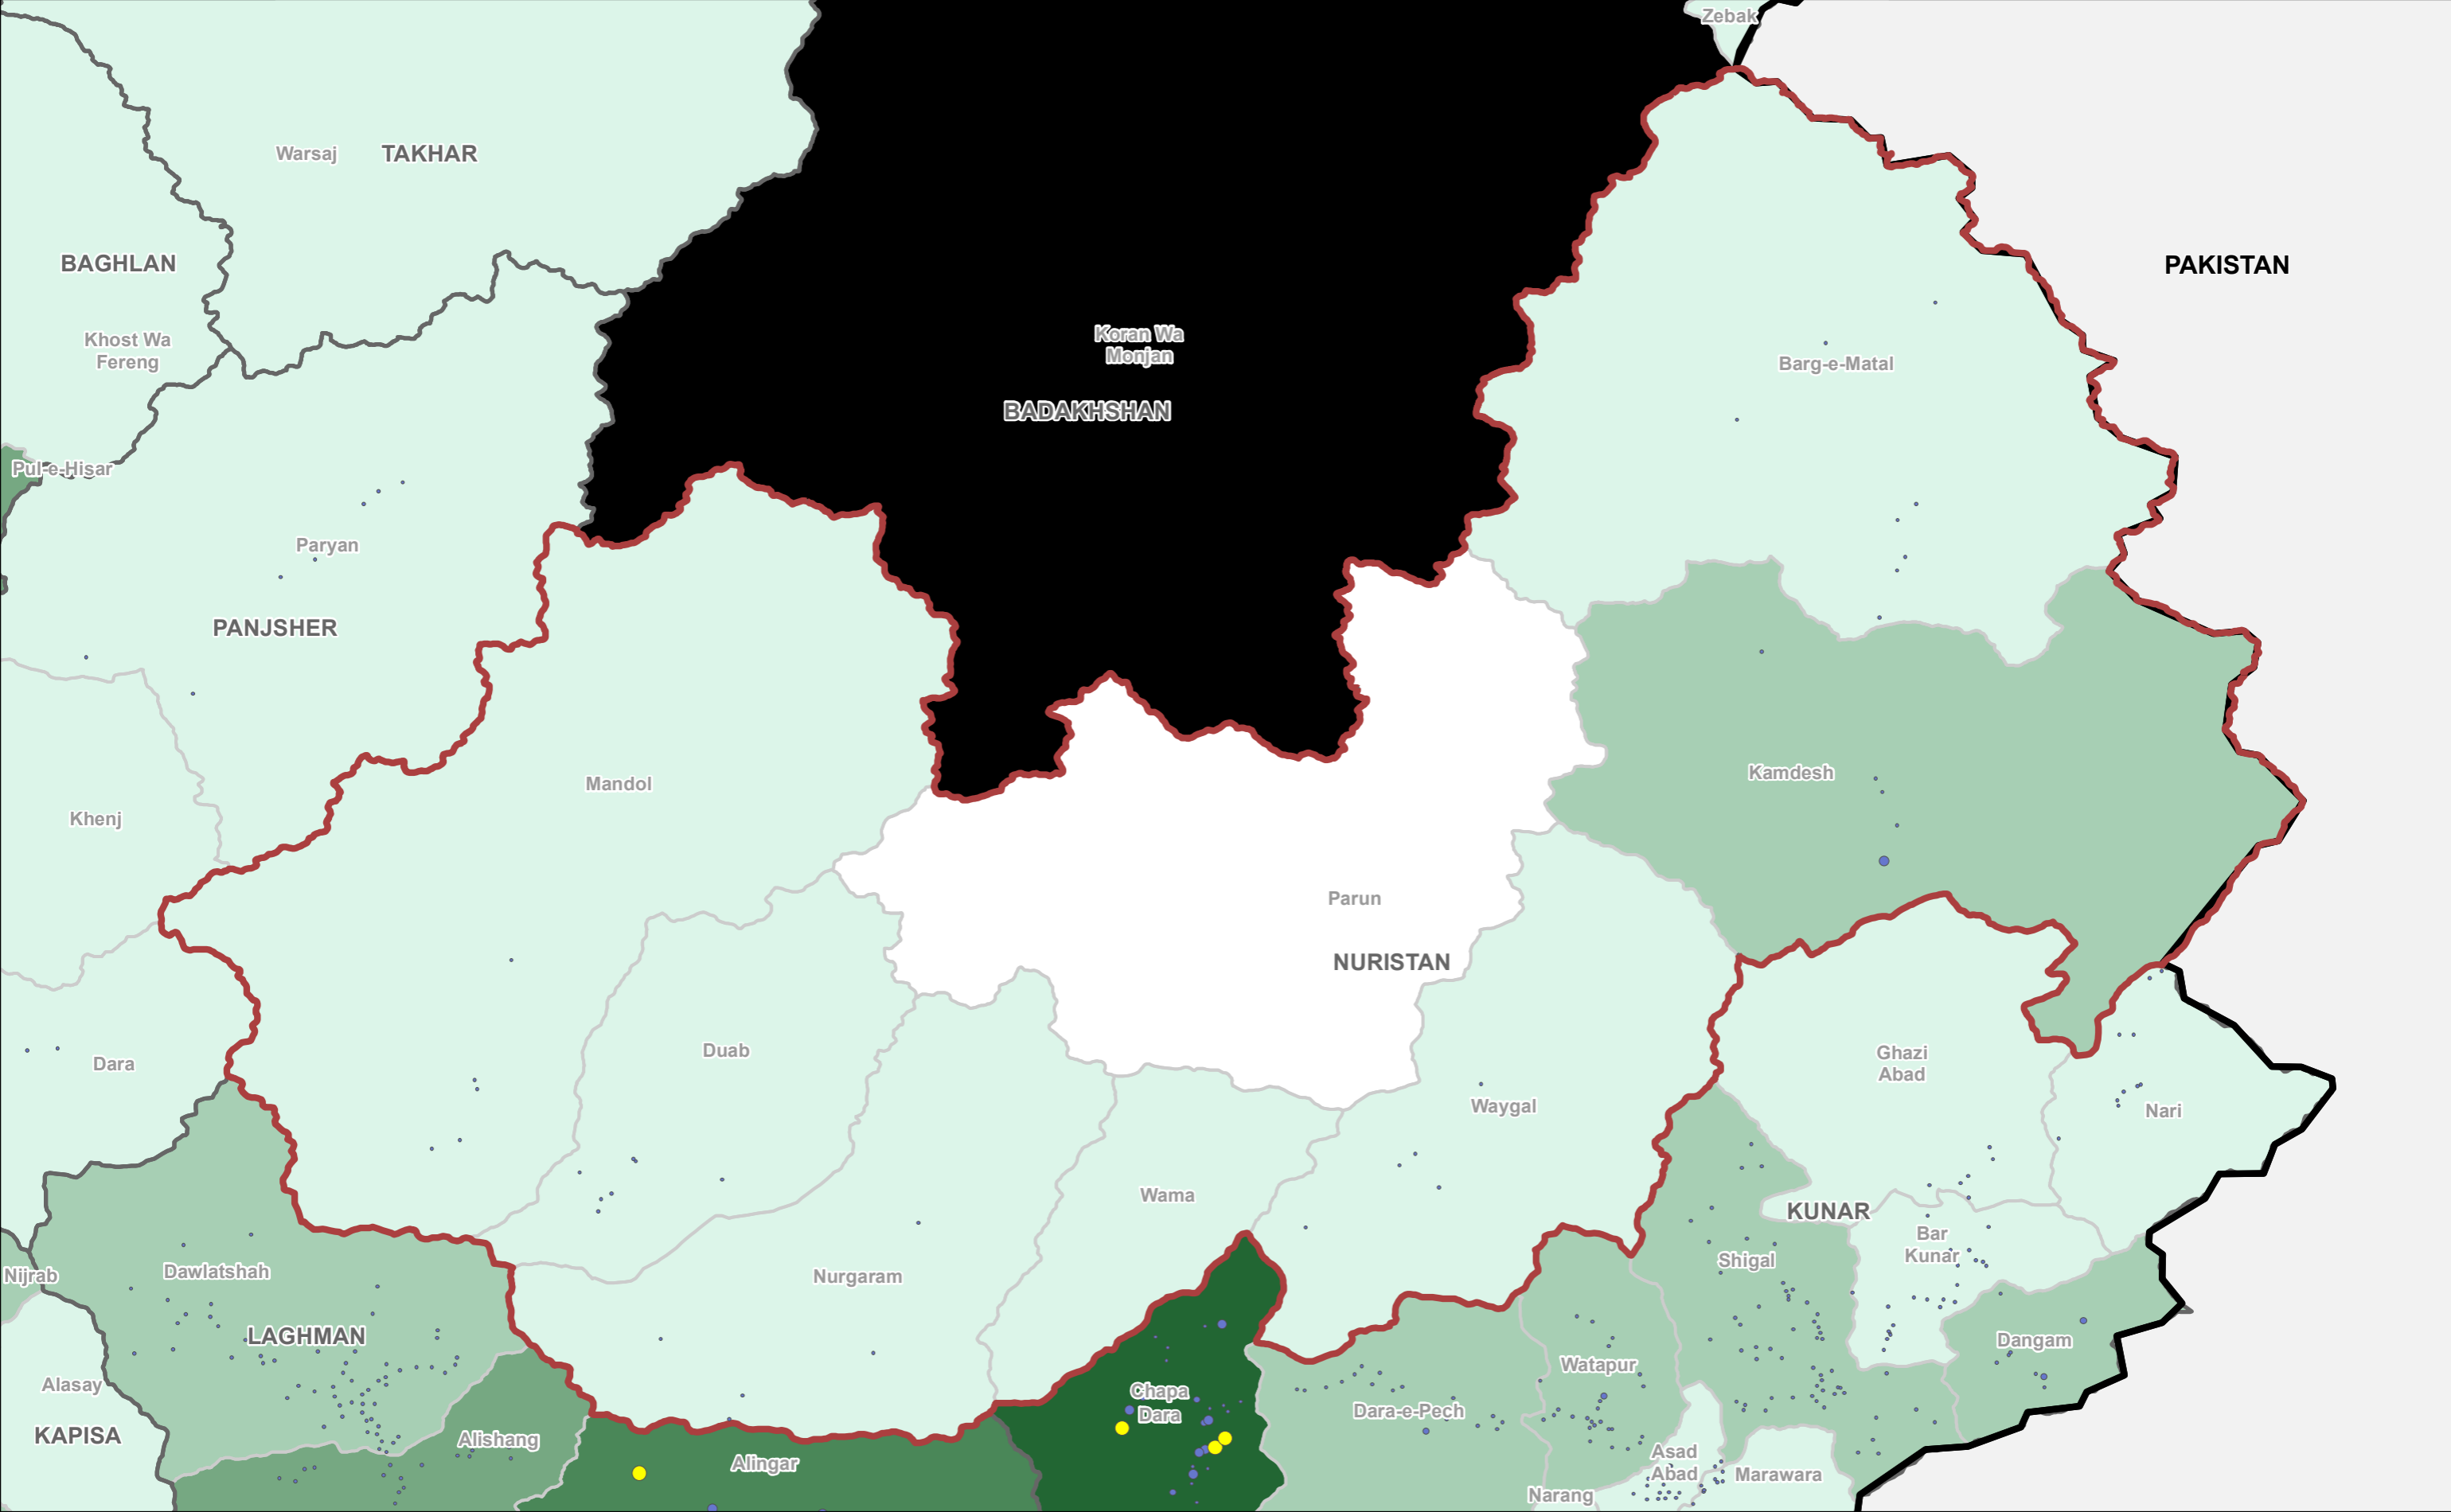 Zebak
Warsaj
TAKHAR
BAGHLAN
PAKISTAN
Khost Wa
Fereng
Koran Wa
Monjan
Barg-e-Matal
BADAKHSHAN
Pul-e-Hisar
Paryan
PANJSHER
Kamdesh
Mandol
Khenj
Parun
NURISTAN
Duab
Dara
Ghazi
Abad
Waygal
Nari
Wama
KUNAR
Bar
Kunar
Shigal
Nijrab
Dawlatshah
Nurgaram
LAGHMAN
Dangam
Watapur
Alasay
Chapa
Dara
Dara-e-Pech
KAPISA
Alishang
Alingar
Asad
Abad
Marawara
Narang